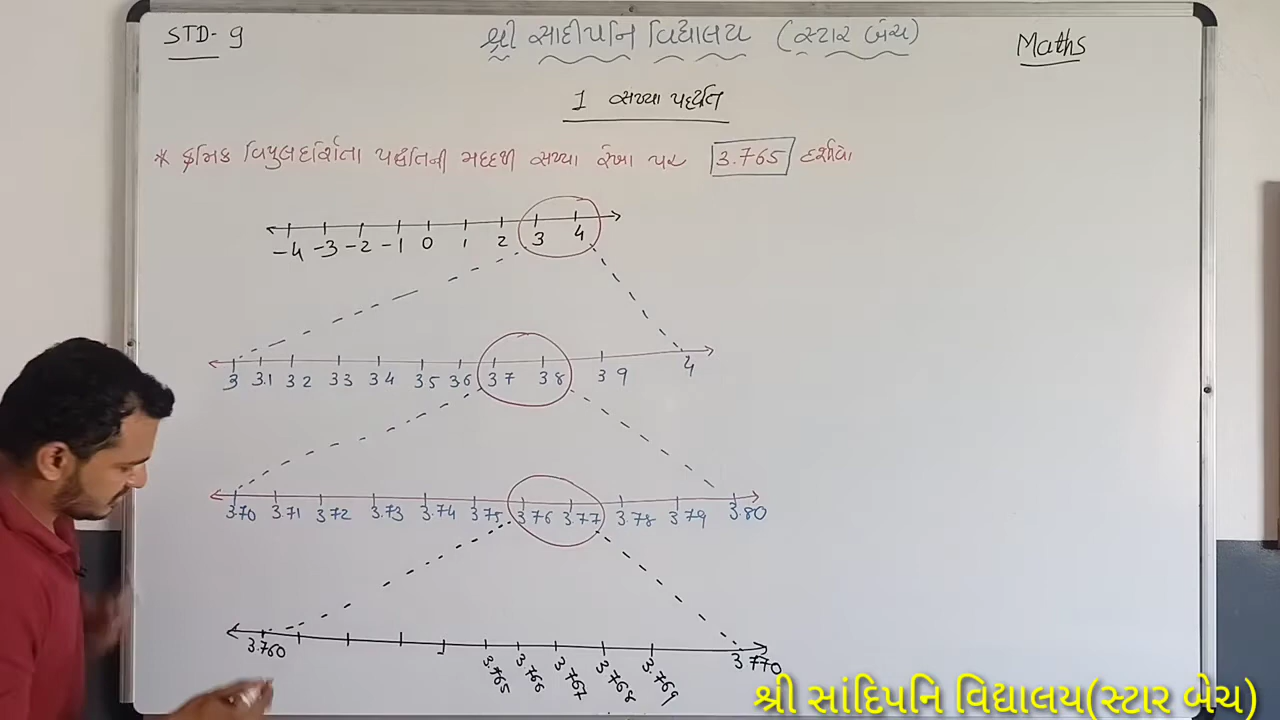 STD- 9
શ્રી સાંદીપનિ વિદ્યાલય (સ્ટાર બેચ)
Maths
1 સંખ્યા પદ્ધતિ
* ક્રમિક વિપુલદર્શિતા પદ્ધતિની મદદથી સંખ્યા રેખા પર 3.765 દર્શાવો
-4 -3 -2 -1 0 1 2 3 4
3 3.1 3 2 3 3 3 4 3 5 3 6 3 7 3 8 3 9 4
3.70 3.71 3.72 3.73 3.74 3.75 3.76 3.77 3.78 3.79 3.80
3.760 3.765 3.766 3.767 3.768 3.769 3.770
શ્રી સાંદિપનિ વિદ્યાલય(સ્ટાર બેચ)